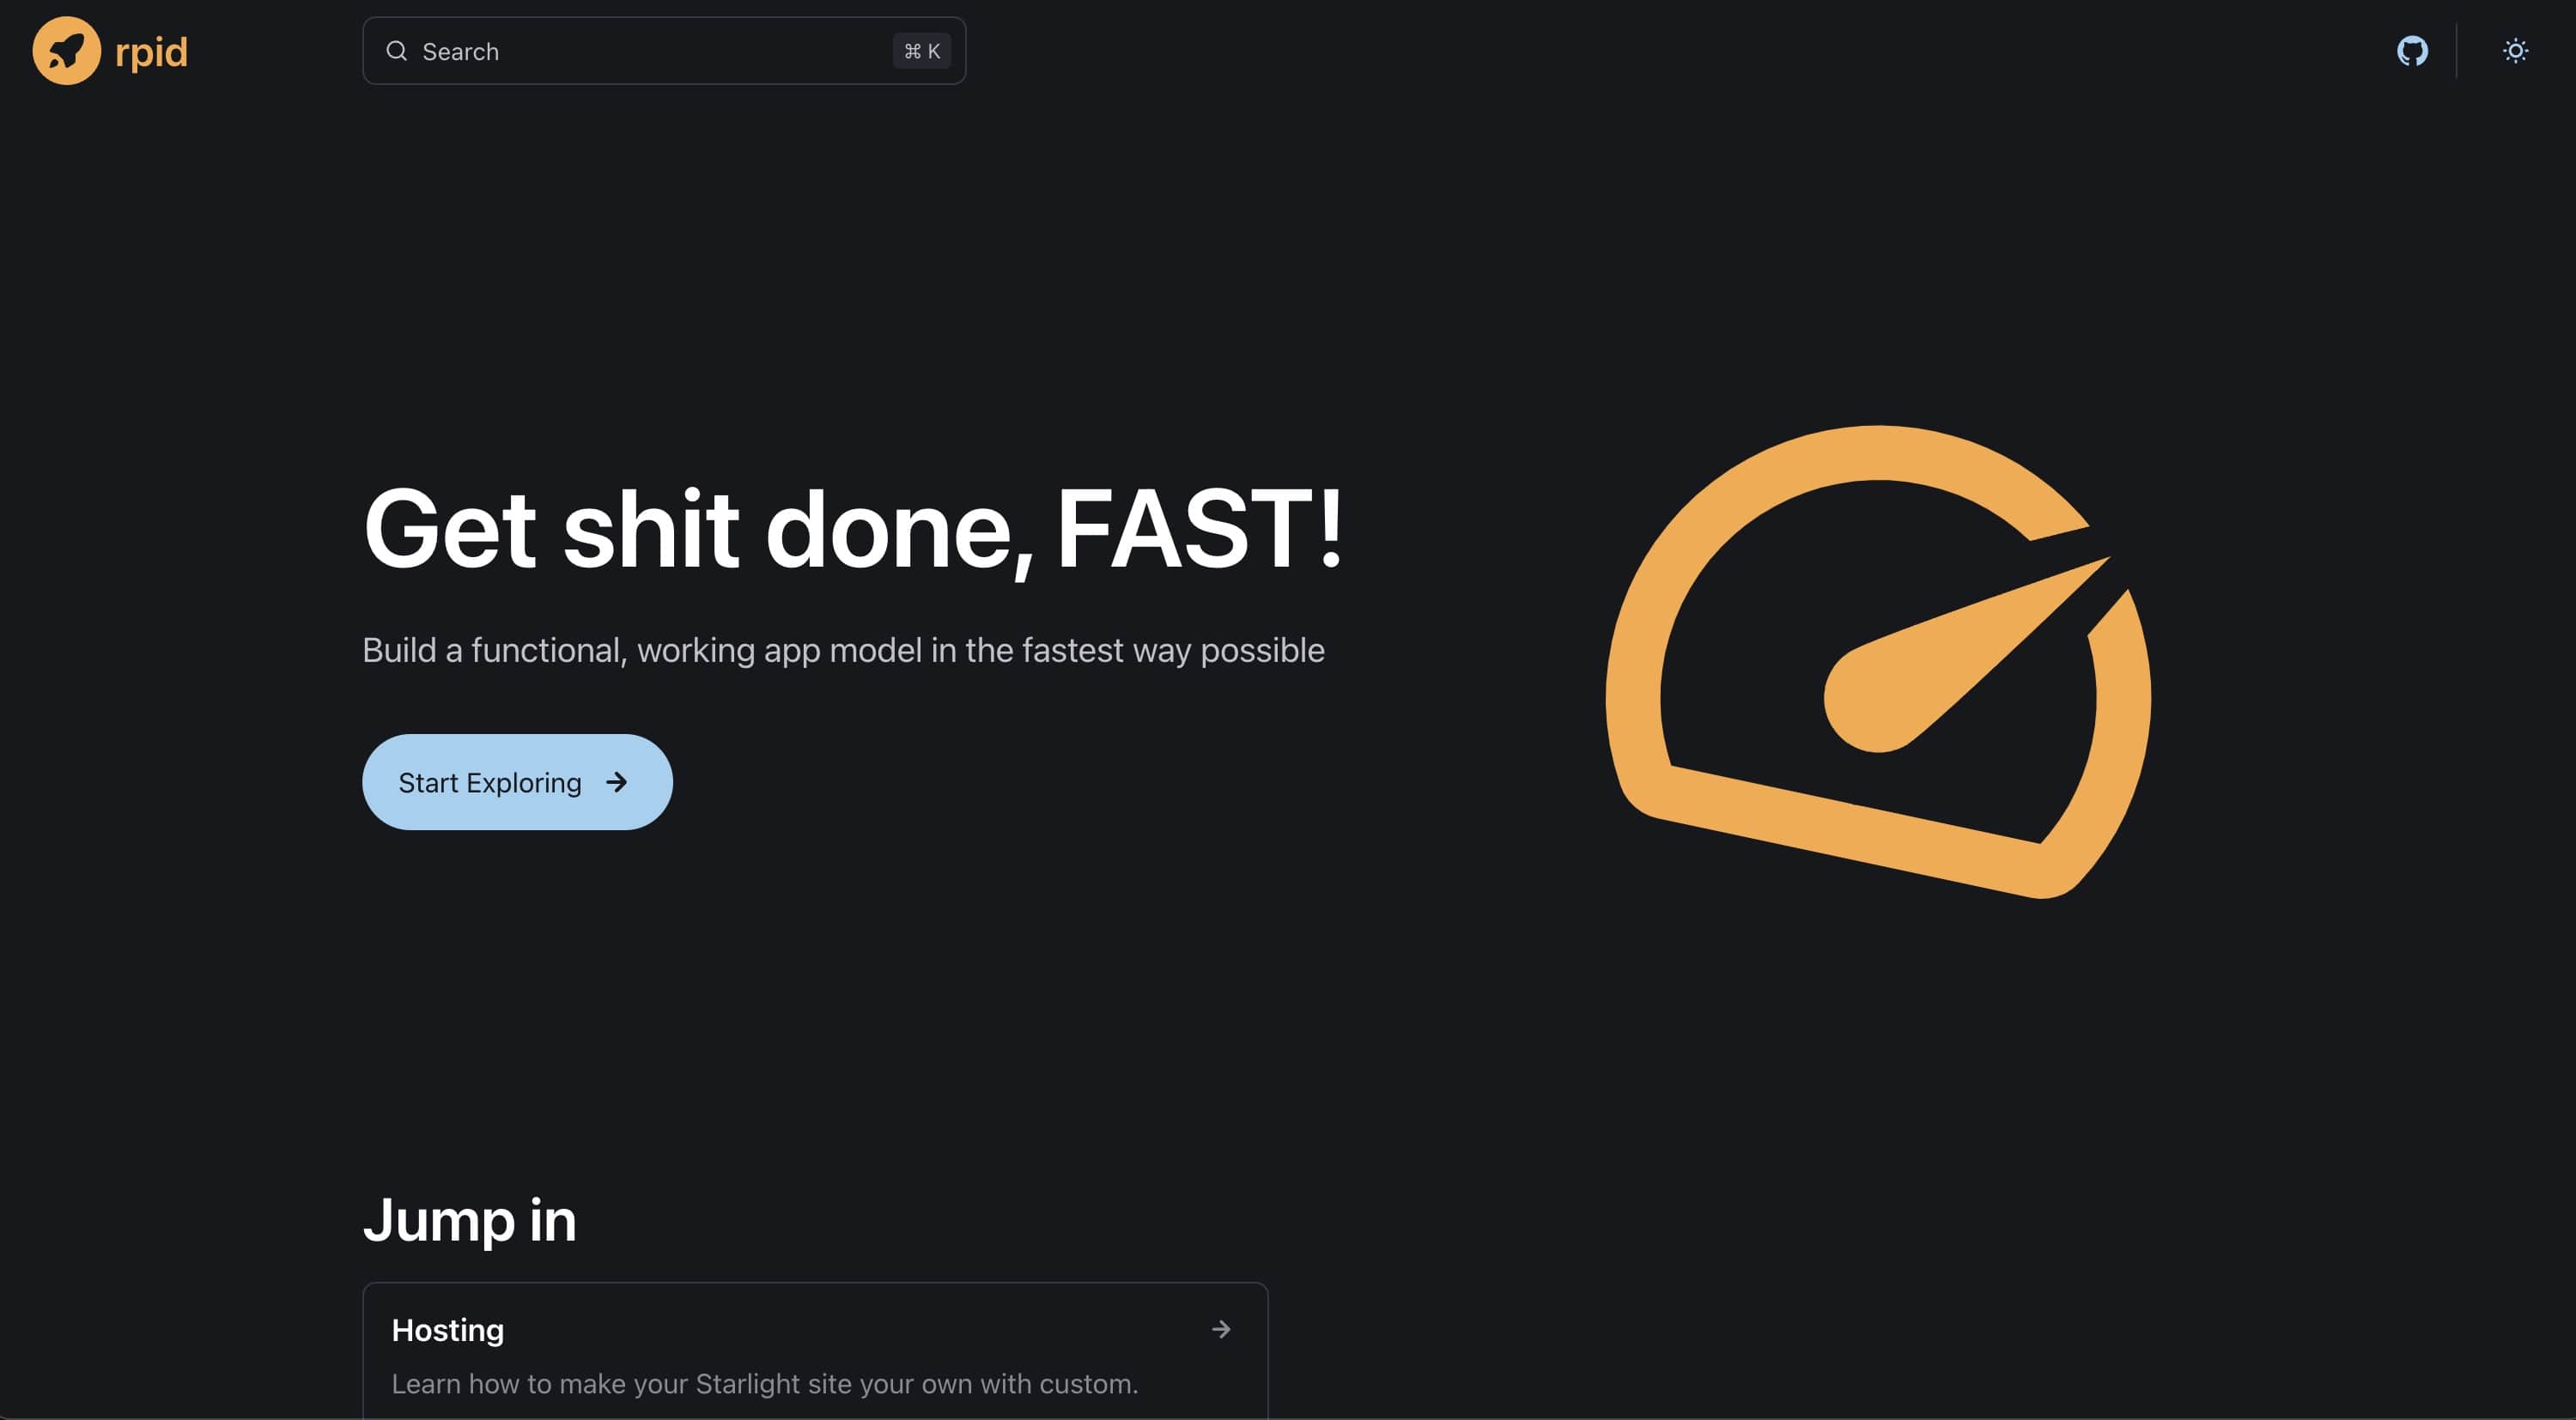 rpid
Search
⌘ K
Get shit done, FAST!
Build a functional, working app model in the fastest way possible
Start Exploring →
Jump in
Hosting →
Learn how to make your Starlight site your own with custom.